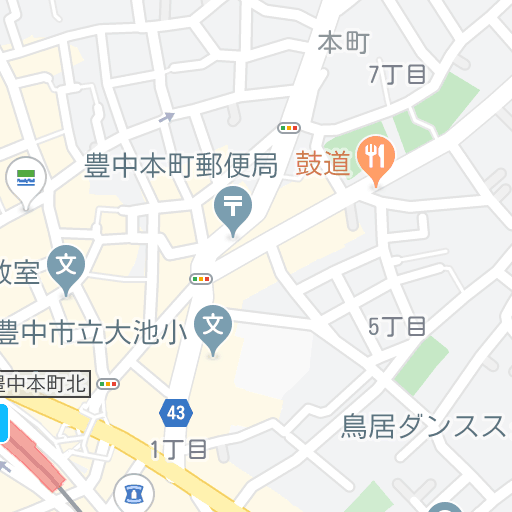 本町
7丁目
豊中本町郵便局
鼓道
教室
豊中市立大池小
5丁目
豊中本町北
43
鳥居ダンスス
1丁目